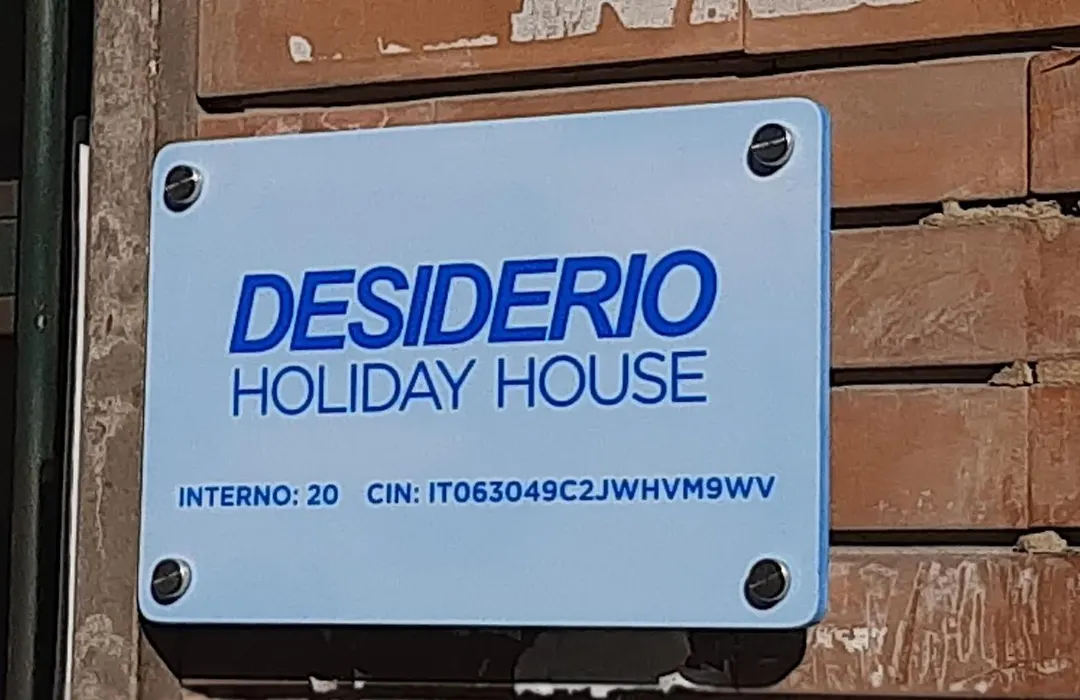 DESIDERIO
HOLIDAY HOUSE
INTERNO: 20 CIN: IT063049C2JWHVM9WV